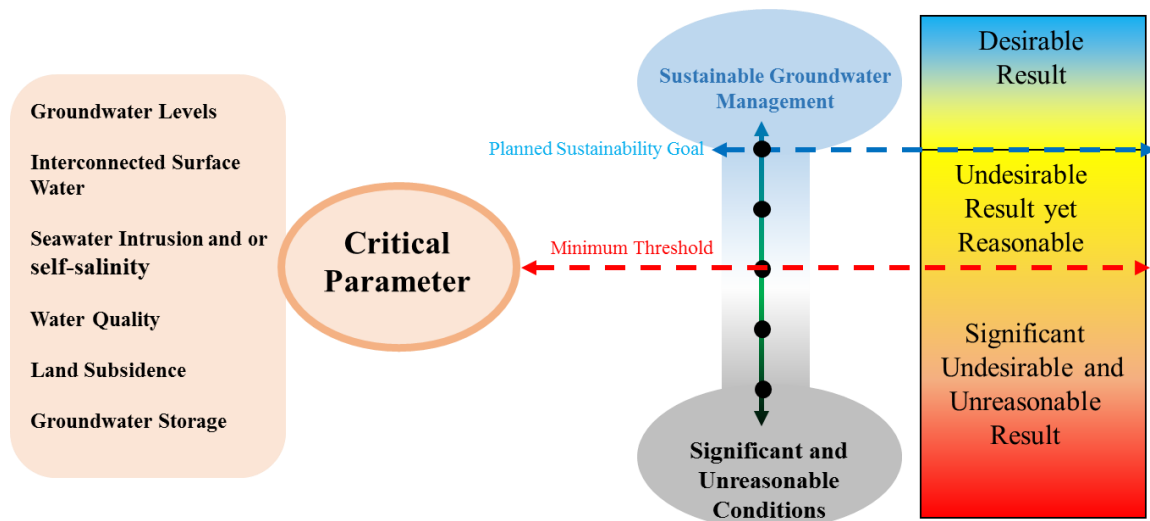 Groundwater Levels
Interconnected Surface
Water
Seawater Intrusion and or
self-salinity
Water Quality
Land Subsidence
Groundwater Storage
Critical
Parameter
Sustainable Groundwater
Management
Planned Sustainability Goal
Minimum Threshold
Significant and
Unreasonable
Conditions
Desirable
Result
Undesirable
Result yet
Reasonable
Significant
Undesirable and
Unreasonable
Result